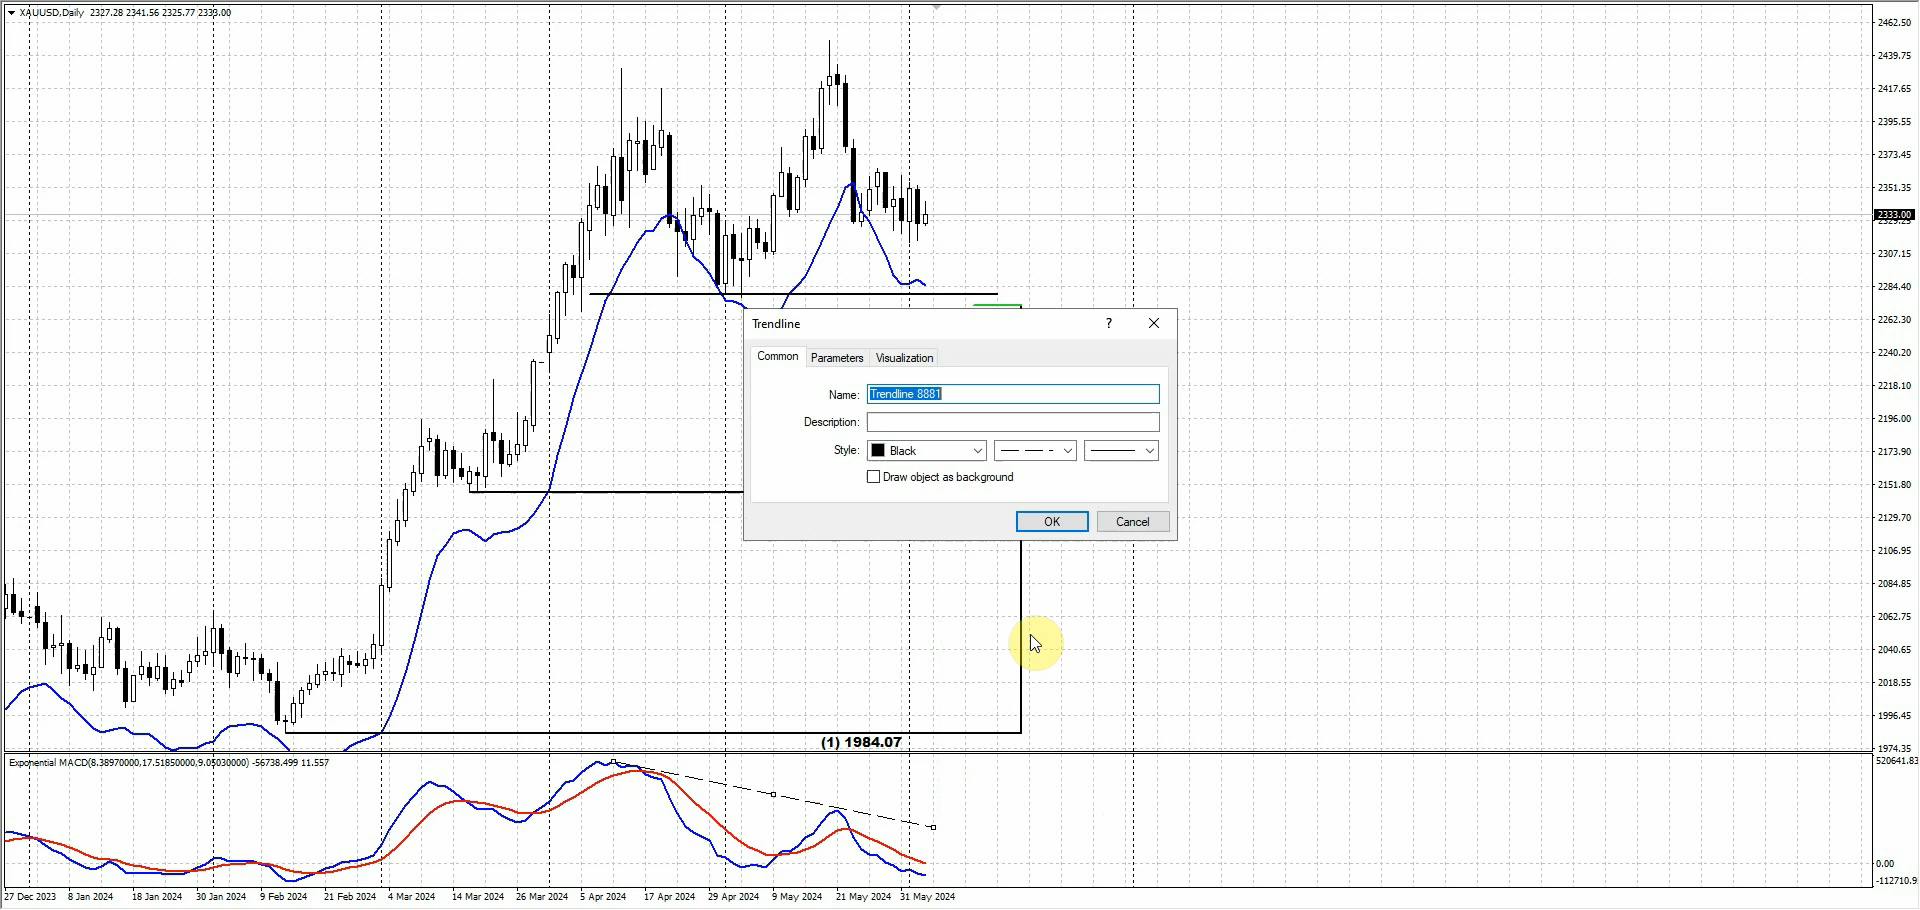 XAUUSD,Daily 2327.28 2341.56 2325.77 2333.00
2462.50
2439.75
2417.65
2395.55
2373.45
2351.35
2333.00
2307.15
2284.40
2262.30
2240.20
2218.10
2196.00
2173.90
2151.80
2129.70
2106.95
2084.85
2062.75
2040.65
2018.55
1996.45
1974.35
Trendline
?
Common Parameters Visualization
Name: Trendline 8881
Description:
Style: Black
Draw object as background
OK Cancel
(1) 1984.07
Exponential MACD(8.38970000,17.51850000,9.05030000) -56738.499 11.557
520641.83
0.00
-112710.9
27 Dec 2023 8 Jan 2024 18 Jan 2024 30 Jan 2024 9 Feb 2024 21 Feb 2024 4 Mar 2024 14 Mar 2024 26 Mar 2024 5 Apr 2024 17 Apr 2024 29 Apr 2024 9 May 2024 21 May 2024 31 May 2024